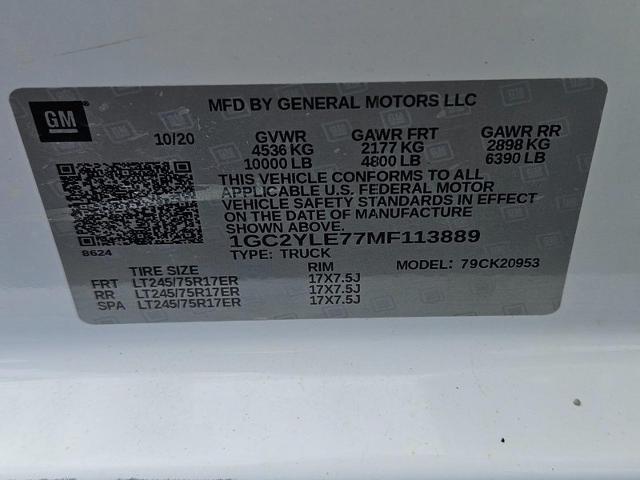 GM
MFD BY GENERAL MOTORS LLC
10/20 GVWR GAWR FRT GAWR RR
4536 KG 2177 KG 2898 KG
10000 LB 4800 LB 6390 LB
THIS VEHICLE CONFORMS TO ALL
APPLICABLE U.S. FEDERAL MOTOR
VEHICLE SAFETY STANDARDS IN EFFECT
ON THE DATE OF MANUFACTURE
SHOWN ABOVE.
1GC2YLE77MF113889
8624 TYPE: TRUCK MODEL: 79CK20953
TIRE SIZE RIM
FRT LT245/75R17ER 17X7.5J
RR LT245/75R17ER 17X7.5J
SPA LT245/75R17ER 17X7.5J